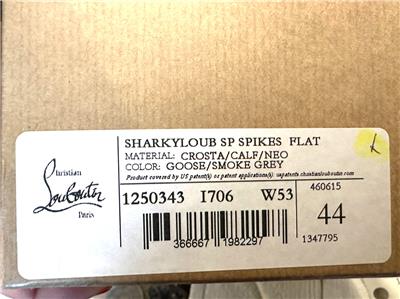 SHARKYLOUB SP SPIKES FLAT
MATERIAL: CROSTA/CALF/NEO
COLOR: GOOSE/SMOKE GREY
Product covered by US patent(s) or patent application(s): uspatents.christianlouboutin.com
Christian
Louboutin
Paris
1250343 I706 W53
460615
44
1347795
366667 1982297